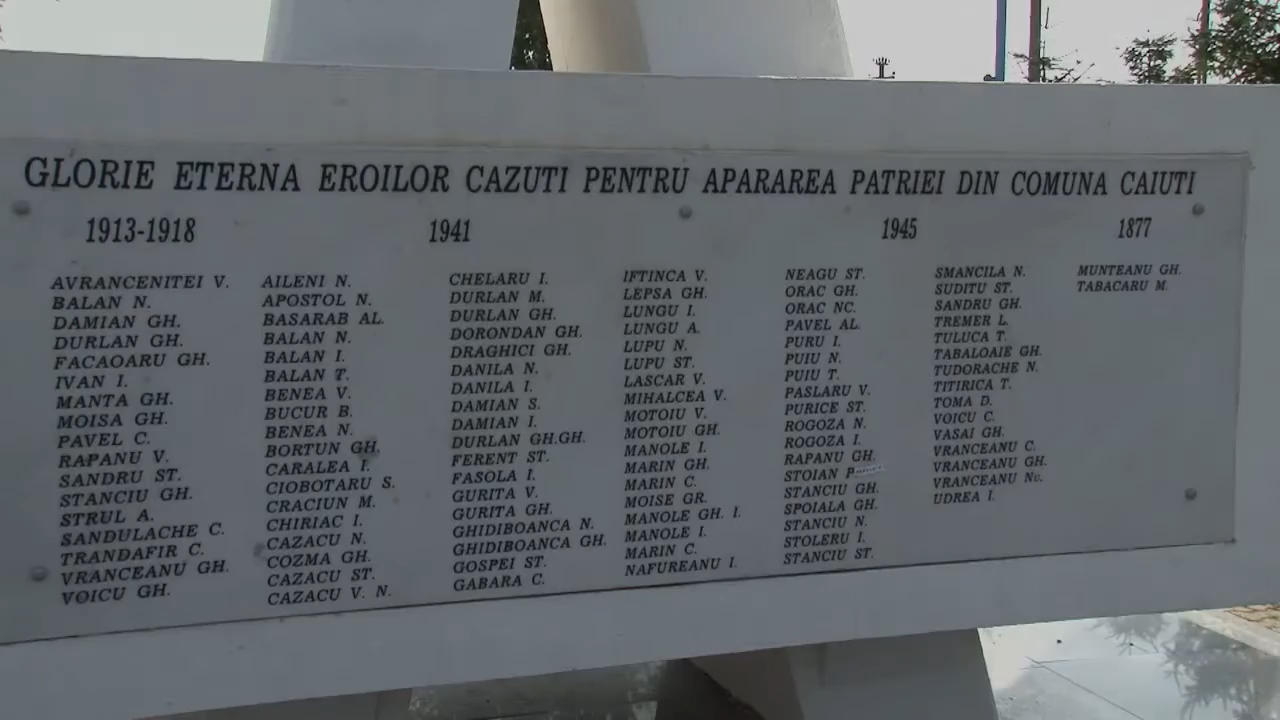 GLORIE ETERNA EROILOR CAZUTI PENTRU APARAREA PATRIEI DIN COMUNA CAIUTI
1913-1918
AVRANCENITEI V.
BALAN N.
DAMIAN GH.
DURLAN GH.
FACAOARU GH.
IVAN I.
MANTA GH.
MOISA GH.
PAVEL C.
RAPANU V.
SANDRU ST.
STANCIU GH.
STRUL A.
SANDULACHE C.
TRANDAFIR C.
VRANCEANU GH.
VOICU GH.
1941
AILENI N.
APOSTOL N.
BASARAB AL.
BALAN N.
BALAN I.
BALAN T.
BENEA V.
BUCUR B.
BENEA N.
BORTUN GH.
CARALEA I.
CIOBOTARU S.
CRACIUN M.
CHIRIAC I.
CAZACU N.
COZMA GH.
CAZACU ST.
CAZACU V. N.
CHELARU I.
DURLAN M.
DURLAN GH.
DORONDAN GH.
DRAGHICI GH.
DANILA N.
DANILA I.
DAMIAN S.
DAMIAN I.
DURLAN GH.GH.
FERENT ST.
FASOLA I.
GURITA V.
GURITA GH.
GHIDIBOANCA N.
GHIDIBOANCA GH.
GOSPEI ST.
GABARA C.
1945
IFTINCA V.
LEPSA GH.
LUNGU I.
LUNGU A.
LUPU N.
LUPU ST.
LASCAR V.
MIHALCEA V.
MOTOIU V.
MOTOIU GH.
MANOLE I.
MARIN GH.
MARIN C.
MOISE GR.
MANOLE GH. I.
MANOLE I.
MARIN C.
NAFUREANU I.
NEAGU ST.
ORAC GH.
ORAC NC.
PAVEL AL.
PURU I.
PUIU N.
PUIU T.
PASLARU V.
PURICE ST.
ROGOZA N.
ROGOZA I.
RAPANU GH.
STOIAN
STANCIU GH.
SPOIALA GH.
STANCIU N.
STOLERU I.
STANCIU ST.
SMANCILA N.
SUDITU ST.
SANDRU GH.
TREMER L.
TULUCA T.
TABALOAIE GH.
TUDORACHE N.
TITIRICA T.
TOMA D.
VOICU C.
VASAI GH.
VRANCEANU C.
VRANCEANU GH.
VRANCEANU Nc.
UDREA I.
1877
MUNTEANU GH.
TABACARU M.